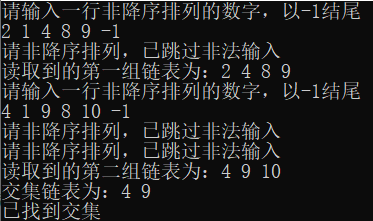 请输入一行非降序排列的数字，以-1结尾
2 1 4 8 9 -1
请非降序排列，已跳过非法输入
读取到的第一组链表为：2 4 8 9
请输入一行非降序排列的数字，以-1结尾
4 1 9 8 10 -1
请非降序排列，已跳过非法输入
请非降序排列，已跳过非法输入
读取到的第二组链表为：4 9 10
交集链表为：4 9
已找到交集